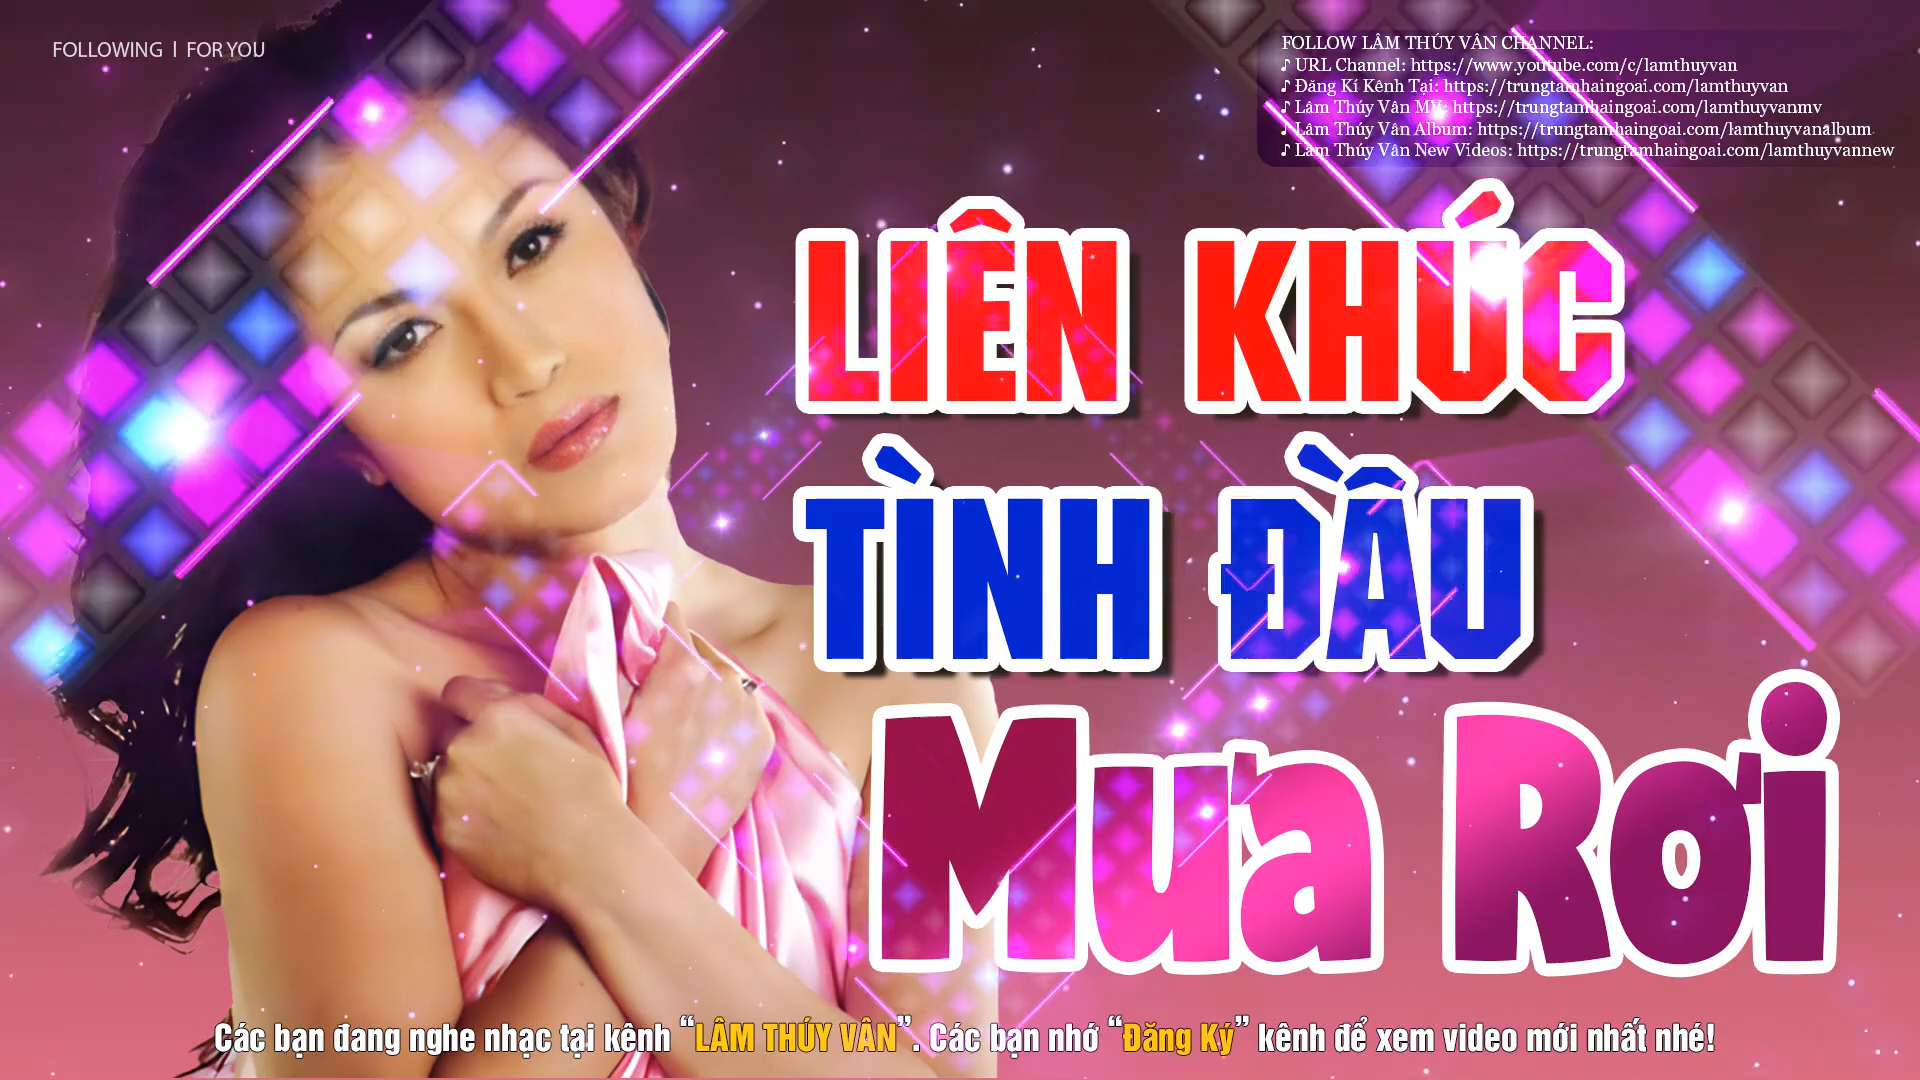 FOLLOWING | FOR YOU
FOLLOW LÂM THÚY VÂN CHANNEL:
♪ URL Channel: https://www.youtube.com/c/lamthuyvan
♪ Đăng Kí Kênh Tại: https://trungtamhaingoai.com/lamthuyvan
♪ Lâm Thúy Vân MV: https://trungtamhaingoai.com/lamthuyvanmv
♪ Lâm Thúy Vân Album: https://trungtamhaingoai.com/lamthuyvanalbum
♪ Lâm Thúy Vân New Videos: https://trungtamhaingoai.com/lamthuyvannew
LIÊN KHÚC
TÌNH ĐẦU
Mưa Rơi
Các bạn đang nghe nhạc tại kênh “LÂM THÚY VÂN”. Các bạn nhớ “Đăng Ký” kênh để xem video mới nhất nhé!